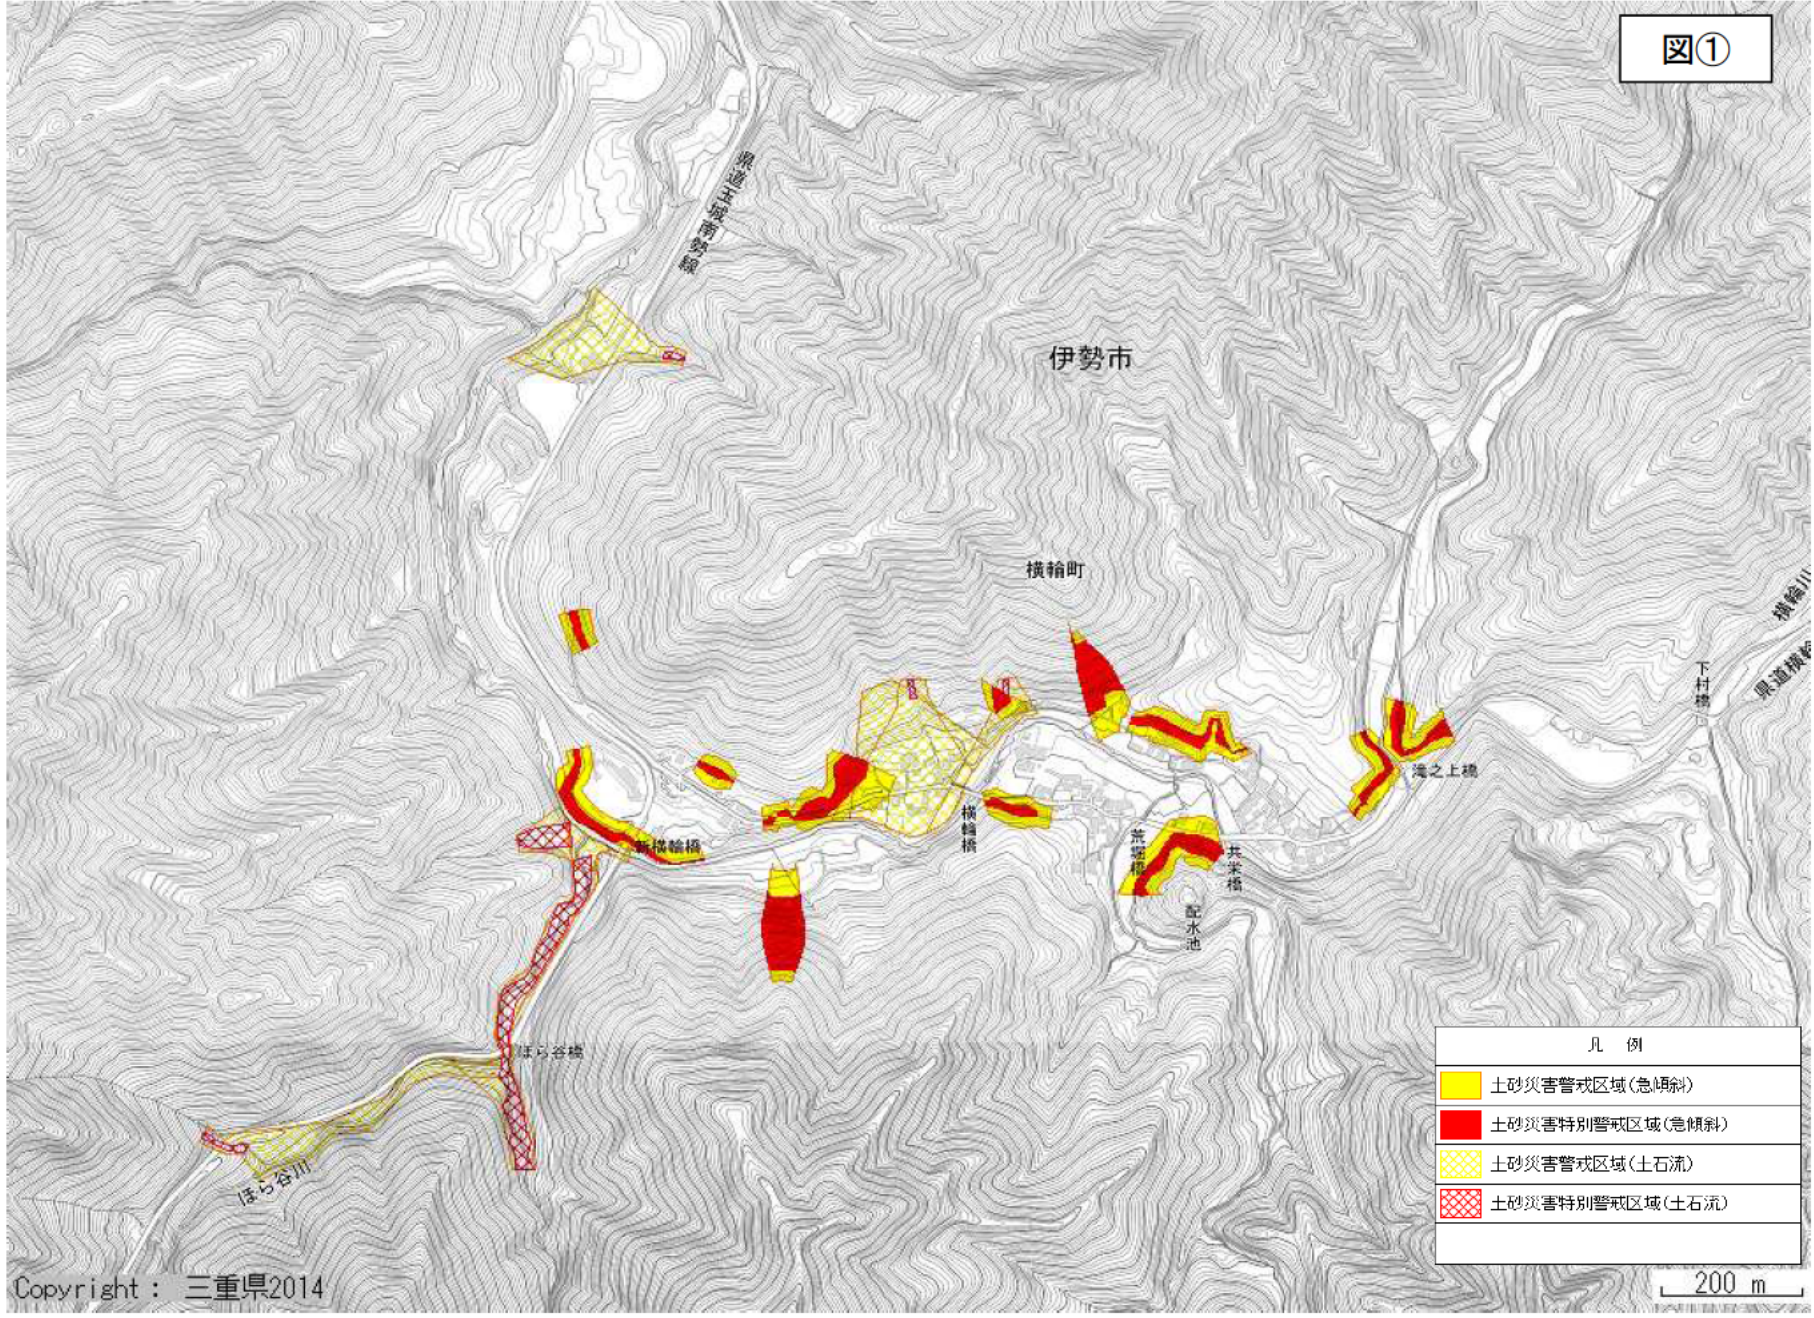 図①
県道玉城南勢線
伊勢市
横輪町
横輪川
下村橋
滝之上橋
横輪橋
新横輪橋
荒堀橋
共栄橋
配水池
ほら谷橋
ほら谷川
凡 例
土砂災害警戒区域(急傾斜)
土砂災害特別警戒区域(急傾斜)
土砂災害警戒区域(土石流)
土砂災害特別警戒区域(土石流)
Copyright : 三重県2014
200 m